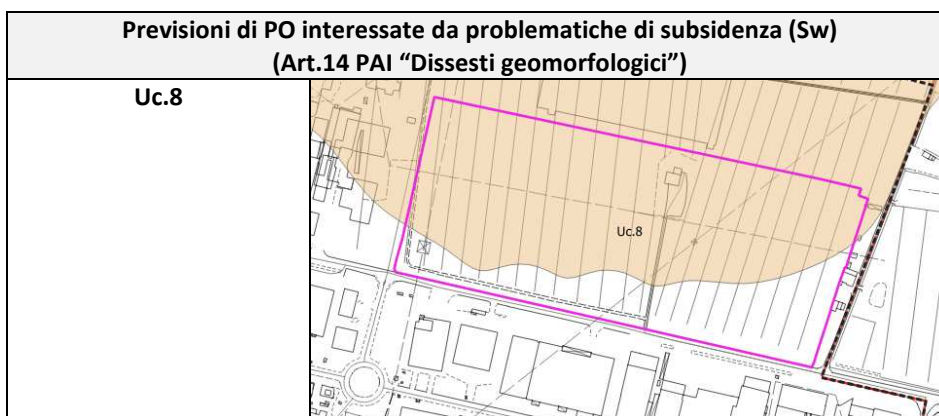 Previsioni di PO interessate da problematiche di subsidenza (Sw)
(Art.14 PAI “Dissesti geomorfologici”)
Uc.8
Uc.8